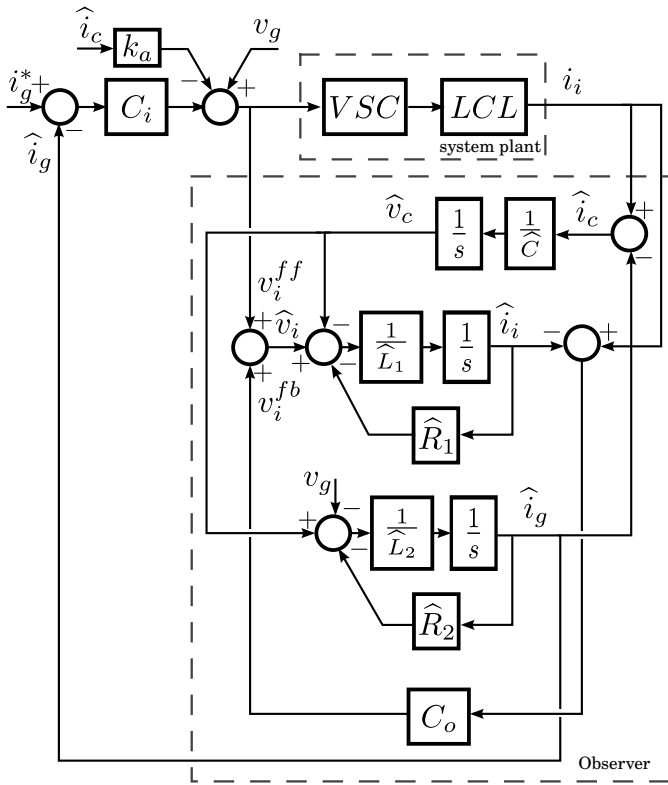 î_c
k_a
v_g
i_g^* +
− +
C_i
VSC
LCL
i_i
−
î_g
system plant
v̂_c
1/s
1/Ĉ
î_c
+
−
v_i^{ff}
+ v̂_i
−
1/L̂_1
1/s
î_i
− +
+ −
+
v_i^{fb}
R̂_1
v_g
−
+
−
1/L̂_2
1/s
î_g
R̂_2
C_o
Observer